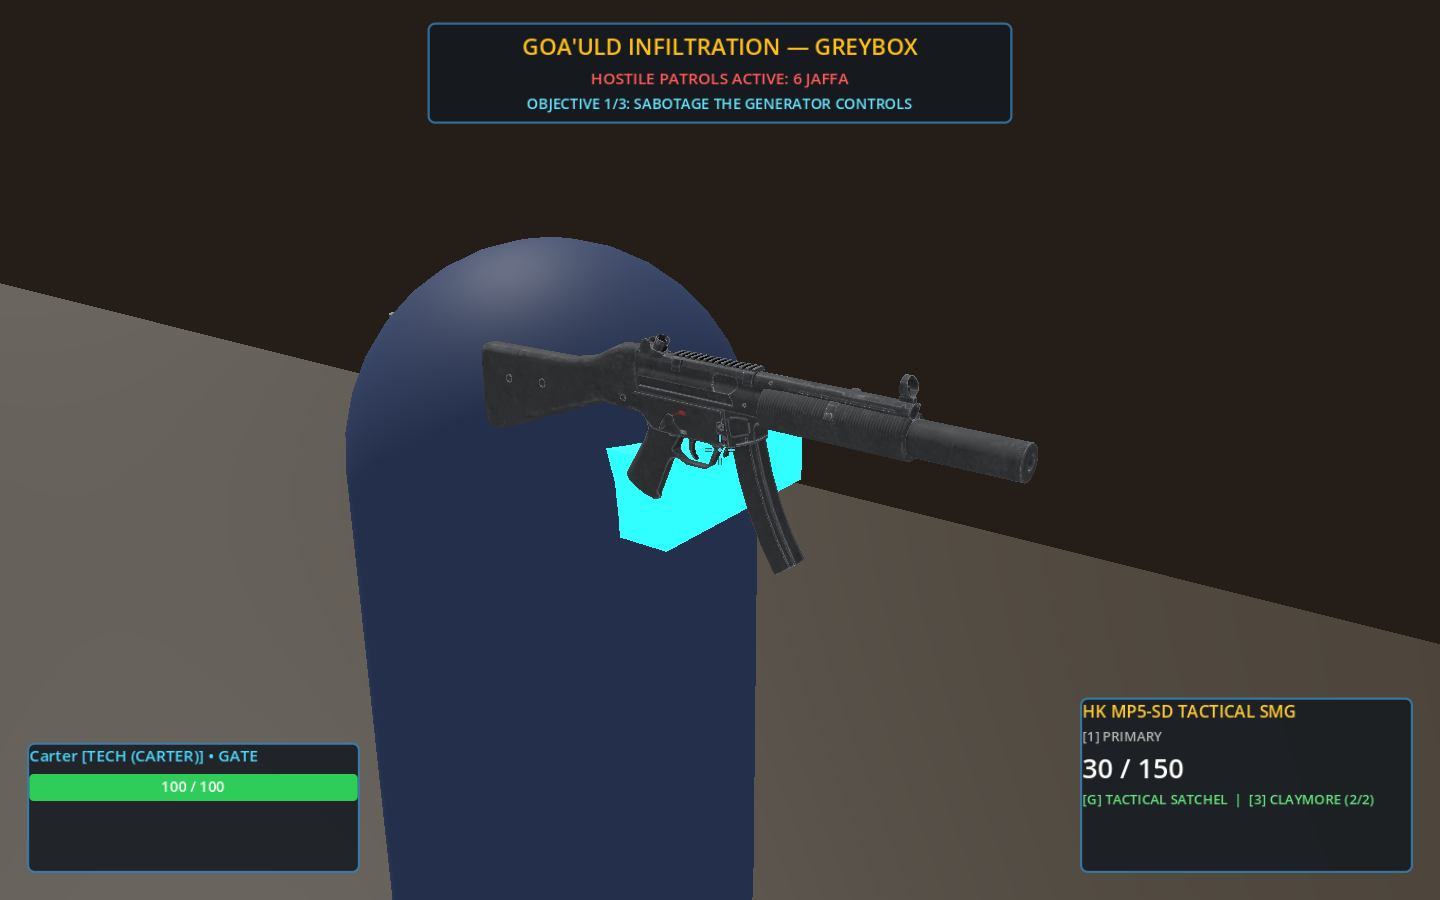 GOA'ULD INFILTRATION — GREYBOX
HOSTILE PATROLS ACTIVE: 6 JAFFA
OBJECTIVE 1/3: SABOTAGE THE GENERATOR CONTROLS
Carter [TECH (CARTER)] • GATE
100 / 100
HK MP5-SD TACTICAL SMG
[1] PRIMARY
30 / 150
[G] TACTICAL SATCHEL | [3] CLAYMORE (2/2)